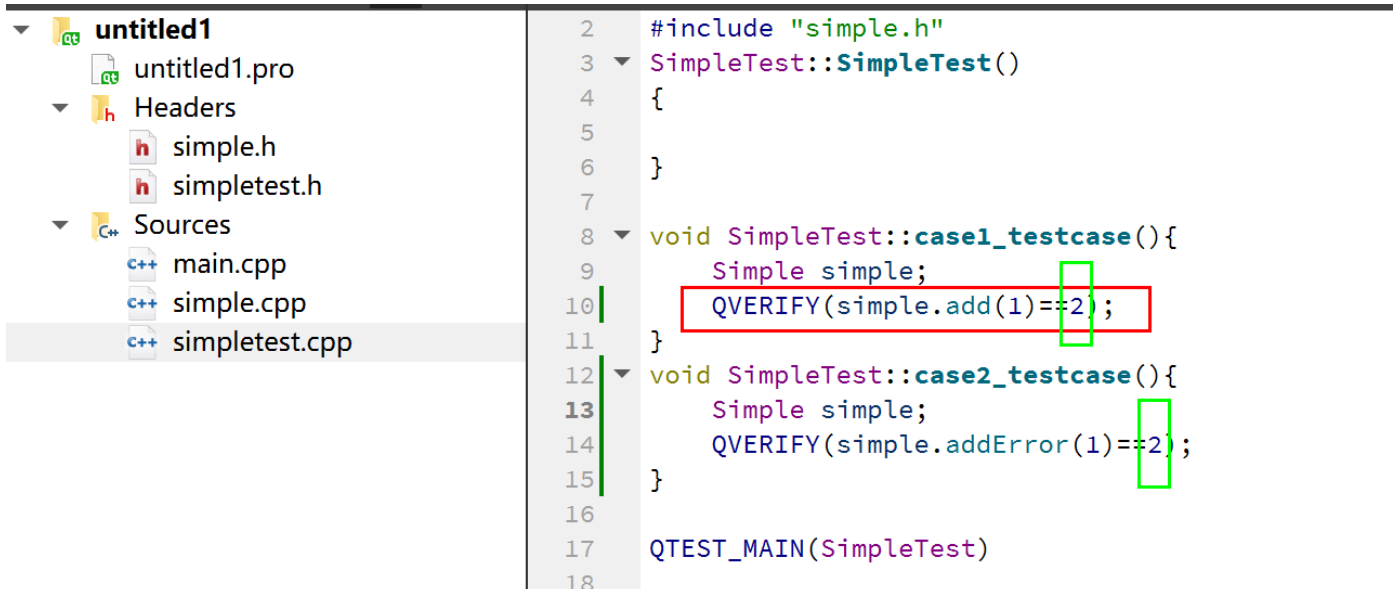 untitled1
untitled1.pro
Headers
simple.h
simpletest.h
Sources
main.cpp
simple.cpp
simpletest.cpp
2 #include "simple.h"
3 SimpleTest::SimpleTest()
4 {
5
6 }
7
8 void SimpleTest::case1_testcase(){
9 Simple simple;
10 QVERIFY(simple.add(1)==2);
11 }
12 void SimpleTest::case2_testcase(){
13 Simple simple;
14 QVERIFY(simple.addError(1)==2);
15 }
16
17 QTEST_MAIN(SimpleTest)
18